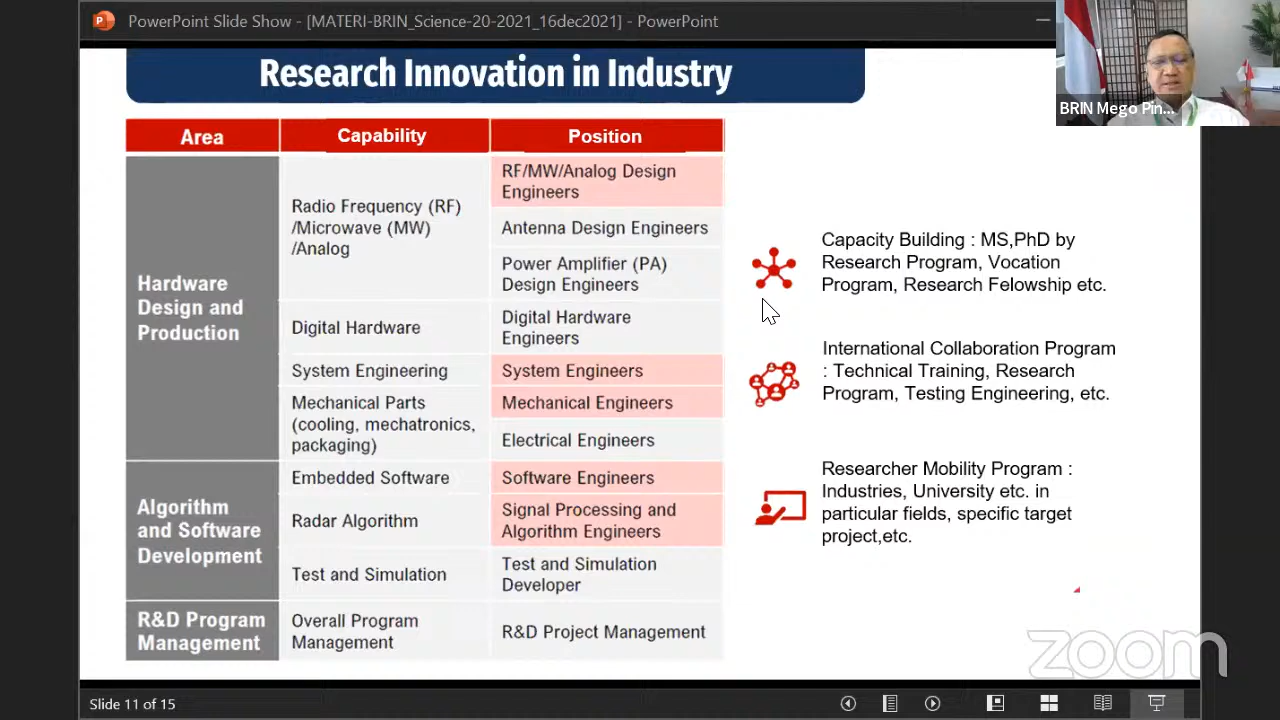 PowerPoint Slide Show - [MATERI-BRIN_Science-20-2021_16dec2021] - PowerPoint
BRIN Mego Pin...
Research Innovation in Industry
Area
Capability
Position
Hardware
Design and
Production
Radio Frequency (RF)
/Microwave (MW)
/Analog
RF/MW/Analog Design
Engineers
Antenna Design Engineers
Power Amplifier (PA)
Design Engineers
Digital Hardware
Digital Hardware
Engineers
System Engineering
System Engineers
Mechanical Parts
(cooling, mechatronics,
packaging)
Mechanical Engineers
Electrical Engineers
Algorithm
and Software
Development
Embedded Software
Software Engineers
Radar Algorithm
Signal Processing and
Algorithm Engineers
Test and Simulation
Test and Simulation
Developer
R&D Program
Management
Overall Program
Management
R&D Project Management
Capacity Building : MS,PhD by
Research Program, Vocation
Program, Research Felowship etc.
International Collaboration Program
: Technical Training, Research
Program, Testing Engineering, etc.
Researcher Mobility Program :
Industries, University etc. in
particular fields, specific target
project,etc.
zoom
Slide 11 of 15